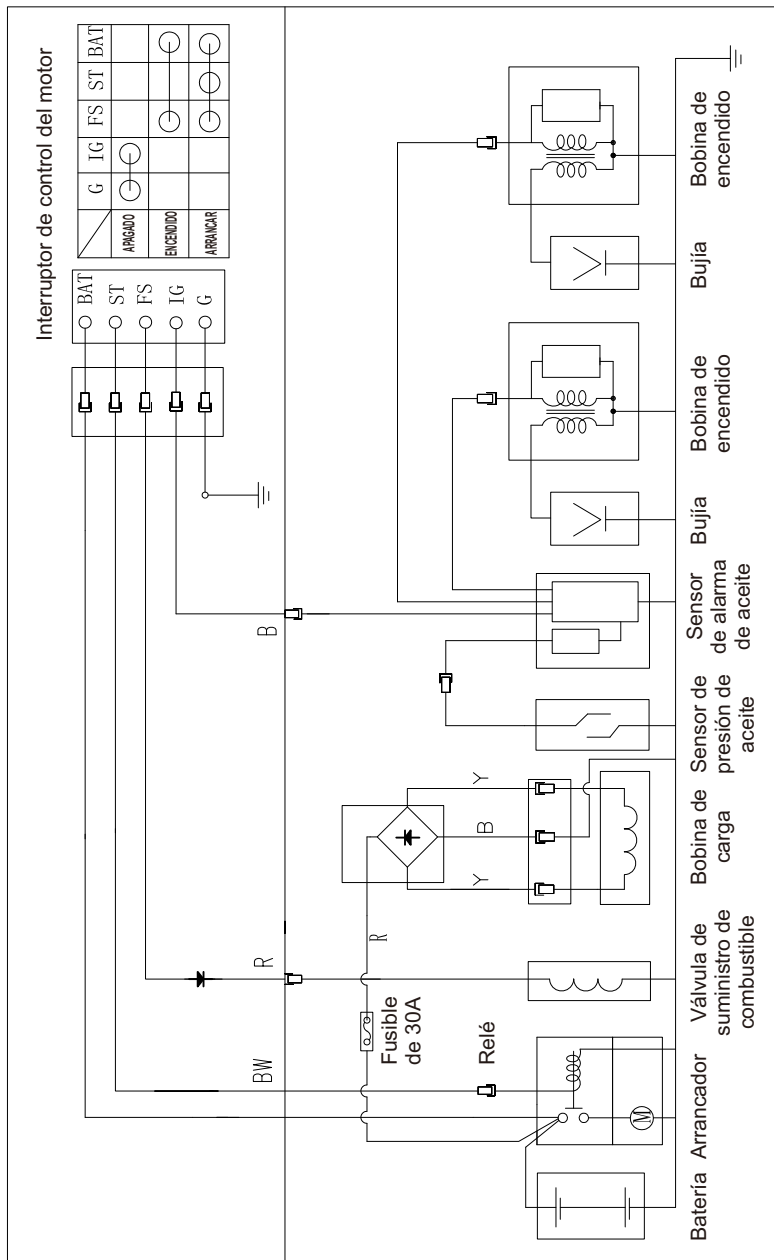 Interruptor de control del motor
G IG FS ST BAT
APAGADO
ENCENDIDO
ARRANCAR
BAT
ST
FS
IG
G
BW
R
B
Fusible
de 30A
R
Relé
Y
B
Y
M
Batería
Arrancador
Válvula de
suministro de
combustible
Bobina de
carga
Sensor de
presión de
aceite
Sensor
de alarma
de aceite
Bujía
Bobina de
encendido
Bujía
Bobina de
encendido